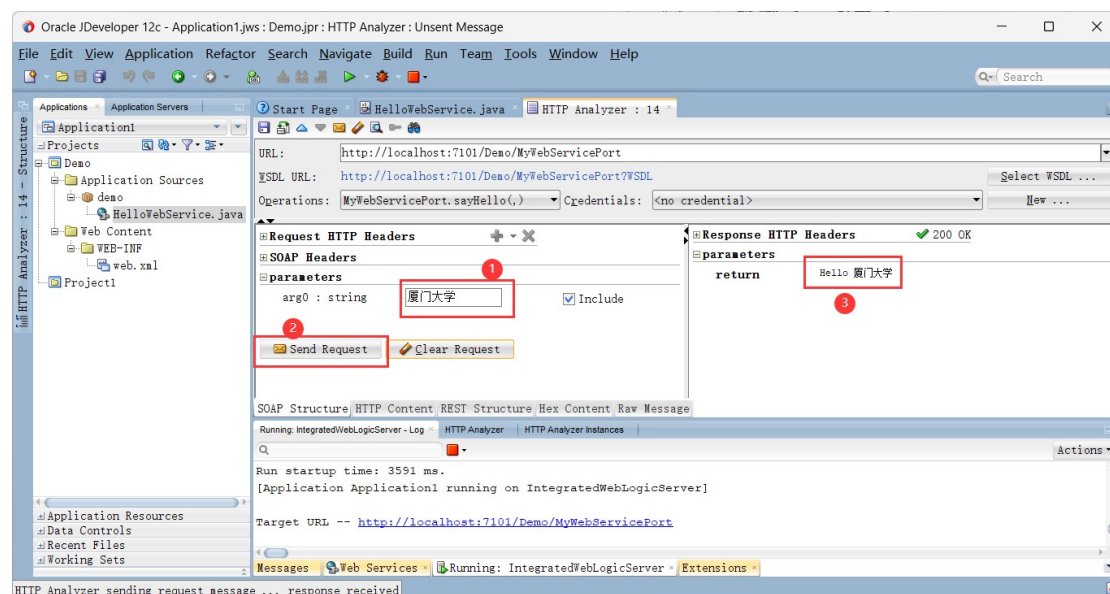 Oracle JDeveloper 12c - Application1.jws : Demo.jpr : HTTP Analyzer : Unsent Message
File Edit View Application Refactor Search Navigate Build Run Team Tools Window Help
Search
Applications Application Servers
Start Page HelloWebService.java HTTP Analyzer : 14
Structure
HTTP Analyzer : 14
Application1
Projects
Demo
Application Sources
demo
HelloWebService.java
Web Content
WEB-INF
web.xml
Project1
URL: http://localhost:7101/Demo/MyWebServicePort
WSDL URL: http://localhost:7101/Demo/MyWebServicePort?WSDL Select WSDL ...
Operations: MyWebServicePort.sayHello(,) Credentials: <no credential> New ...
Request HTTP Headers
SOAP Headers
1
parameters
arg0 : string 厦门大学 Include
2
Send Request Clear Request
Response HTTP Headers 200 OK
parameters
return Hello 厦门大学
3
SOAP Structure HTTP Content REST Structure Hex Content Raw Message
Running: IntegratedWebLogicServer - Log HTTP Analyzer HTTP Analyzer Instances
Actions
Run startup time: 3591 ms.
[Application Application1 running on IntegratedWebLogicServer]
Target URL -- http://localhost:7101/Demo/MyWebServicePort
Application Resources
Data Controls
Recent Files
Working Sets
Messages Web Services Running: IntegratedWebLogicServer Extensions
HTTP Analyzer sending request message ... response received